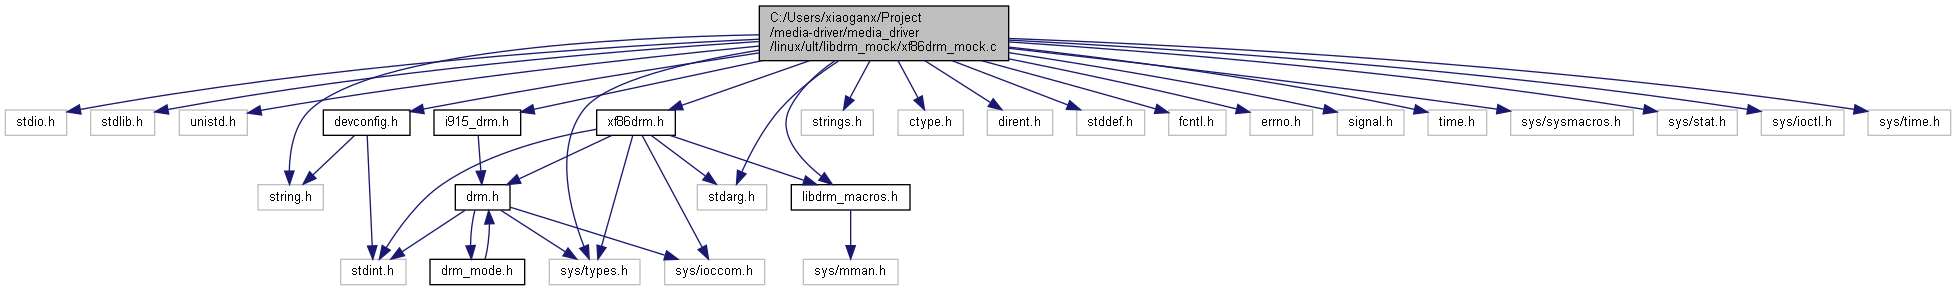 C:/Users/xiaoganx/Project
/media-driver/media_driver
/linux/ult/libdrm_mock/xf86drm_mock.c
stdio.h
stdlib.h
unistd.h
devconfig.h
i915_drm.h
xf86drm.h
strings.h
ctype.h
dirent.h
stddef.h
fcntl.h
errno.h
signal.h
time.h
sys/sysmacros.h
sys/stat.h
sys/ioctl.h
sys/time.h
string.h
drm.h
stdarg.h
libdrm_macros.h
stdint.h
drm_mode.h
sys/types.h
sys/ioccom.h
sys/mman.h